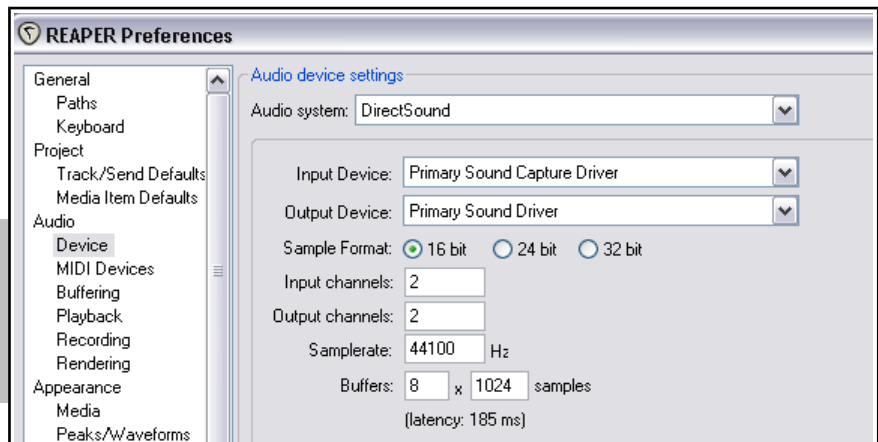 REAPER Preferences
General
Paths
Keyboard
Project
Track/Send Defaults
Media Item Defaults
Audio
Device
MIDI Devices
Buffering
Playback
Recording
Rendering
Appearance
Media
Peaks/Waveforms
Audio device settings
Audio system: DirectSound
Input Device: Primary Sound Capture Driver
Output Device: Primary Sound Driver
Sample Format: 16 bit 24 bit 32 bit
Input channels: 2
Output channels: 2
Samplerate: 44100 Hz
Buffers: 8 x 1024 samples
(latency: 185 ms)